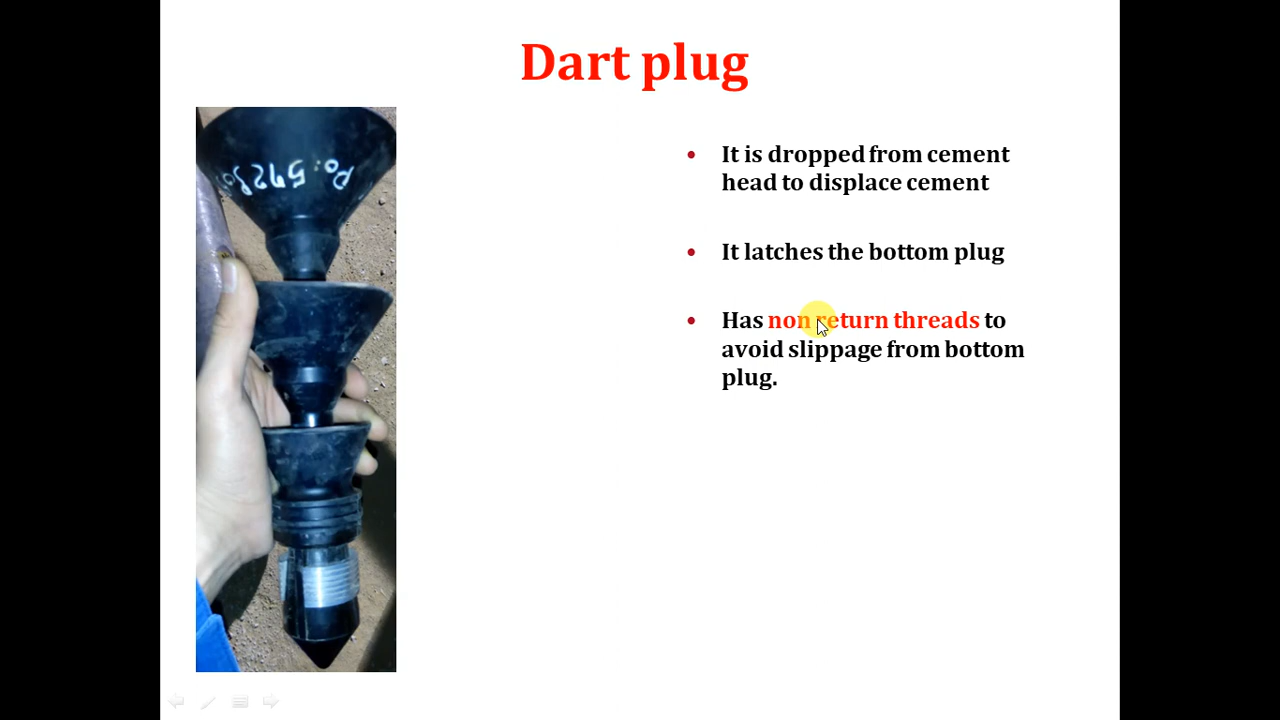 Dart plug
It is dropped from cement
head to displace cement
It latches the bottom plug
Has non return threads to
avoid slippage from bottom
plug.